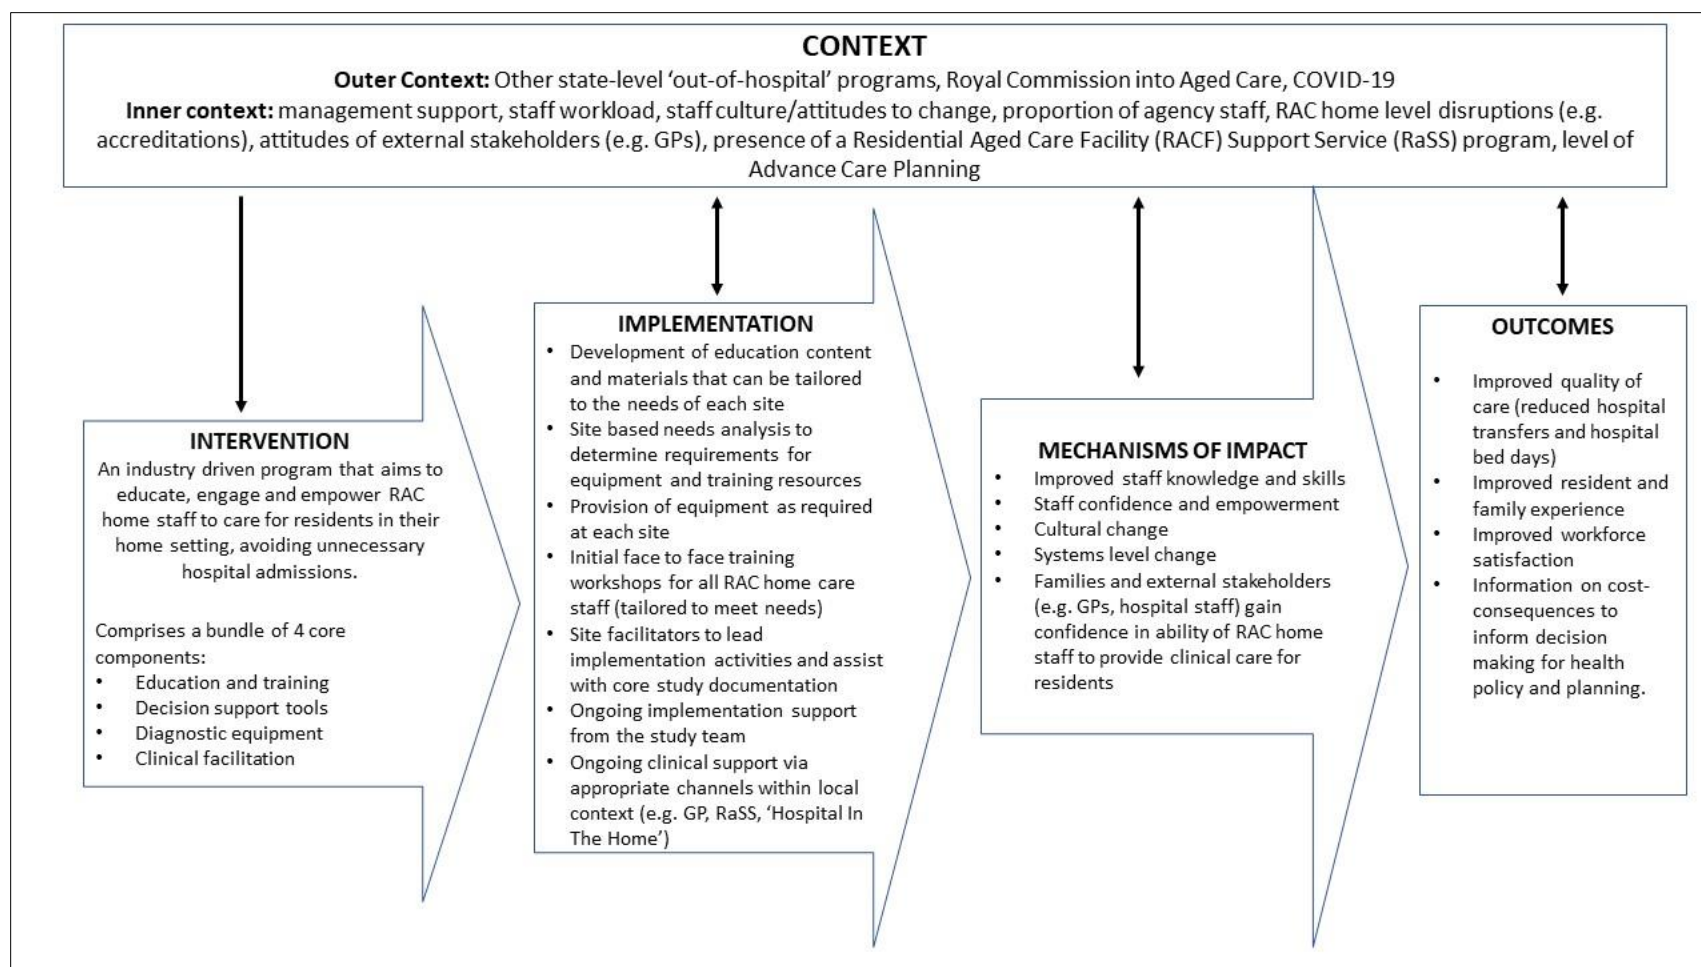 CONTEXT
Outer Context: Other state-level ‘out-of-hospital’ programs, Royal Commission into Aged Care, COVID-19
Inner context: management support, staff workload, staff culture/attitudes to change, proportion of agency staff, RAC home level disruptions (e.g.
accreditations), attitudes of external stakeholders (e.g. GPs), presence of a Residential Aged Care Facility (RACF) Support Service (RaSS) program, level of
Advance Care Planning
INTERVENTION
An industry driven program that aims to
educate, engage and empower RAC
home staff to care for residents in their
home setting, avoiding unnecessary
hospital admissions.
Comprises a bundle of 4 core
components:
• Education and training
• Decision support tools
• Diagnostic equipment
• Clinical facilitation
IMPLEMENTATION
• Development of education content
and materials that can be tailored
to the needs of each site
• Site based needs analysis to
determine requirements for
equipment and training resources
• Provision of equipment as required
at each site
• Initial face to face training
workshops for all RAC home care
staff (tailored to meet needs)
• Site facilitators to lead
implementation activities and assist
with core study documentation
• Ongoing implementation support
from the study team
• Ongoing clinical support via
appropriate channels within local
context (e.g. GP, RaSS, ‘Hospital In
The Home’)
MECHANISMS OF IMPACT
• Improved staff knowledge and skills
• Staff confidence and empowerment
• Cultural change
• Systems level change
• Families and external stakeholders
(e.g. GPs, hospital staff) gain
confidence in ability of RAC home
staff to provide clinical care for
residents
OUTCOMES
• Improved quality of
care (reduced hospital
transfers and hospital
bed days)
• Improved resident and
family experience
• Improved workforce
satisfaction
• Information on cost-
consequences to
inform decision
making for health
policy and planning.